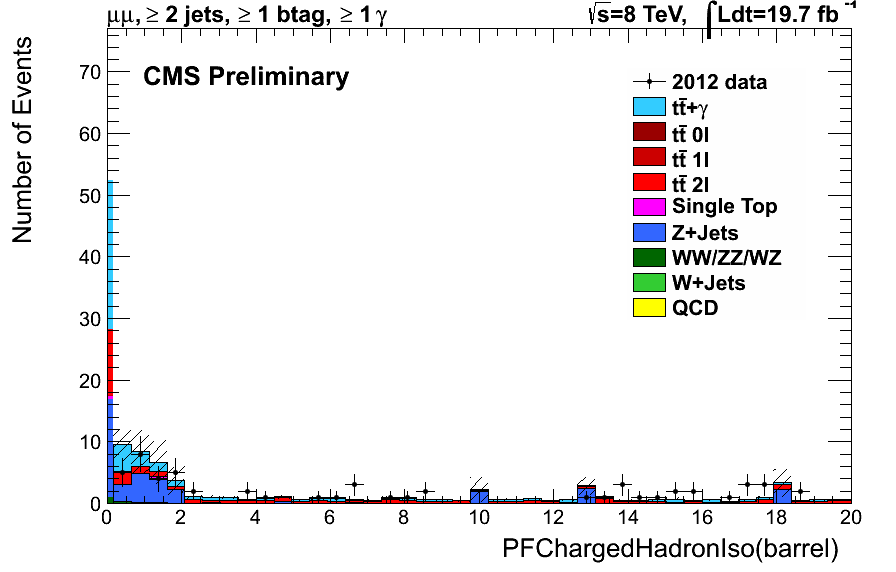 μμ, ≥ 2 jets, ≥ 1 btag, ≥ 1 γ
√s=8 TeV, ∫Ldt=19.7 fb⁻¹
CMS Preliminary
2012 data
tt̄+γ
tt̄ 0l
tt̄ 1l
tt̄ 2l
Single Top
Z+Jets
WW/ZZ/WZ
W+Jets
QCD
Number of Events
70
60
50
40
30
20
10
0
0 2 4 6 8 10 12 14 16 18 20
PFChargedHadronIso(barrel)